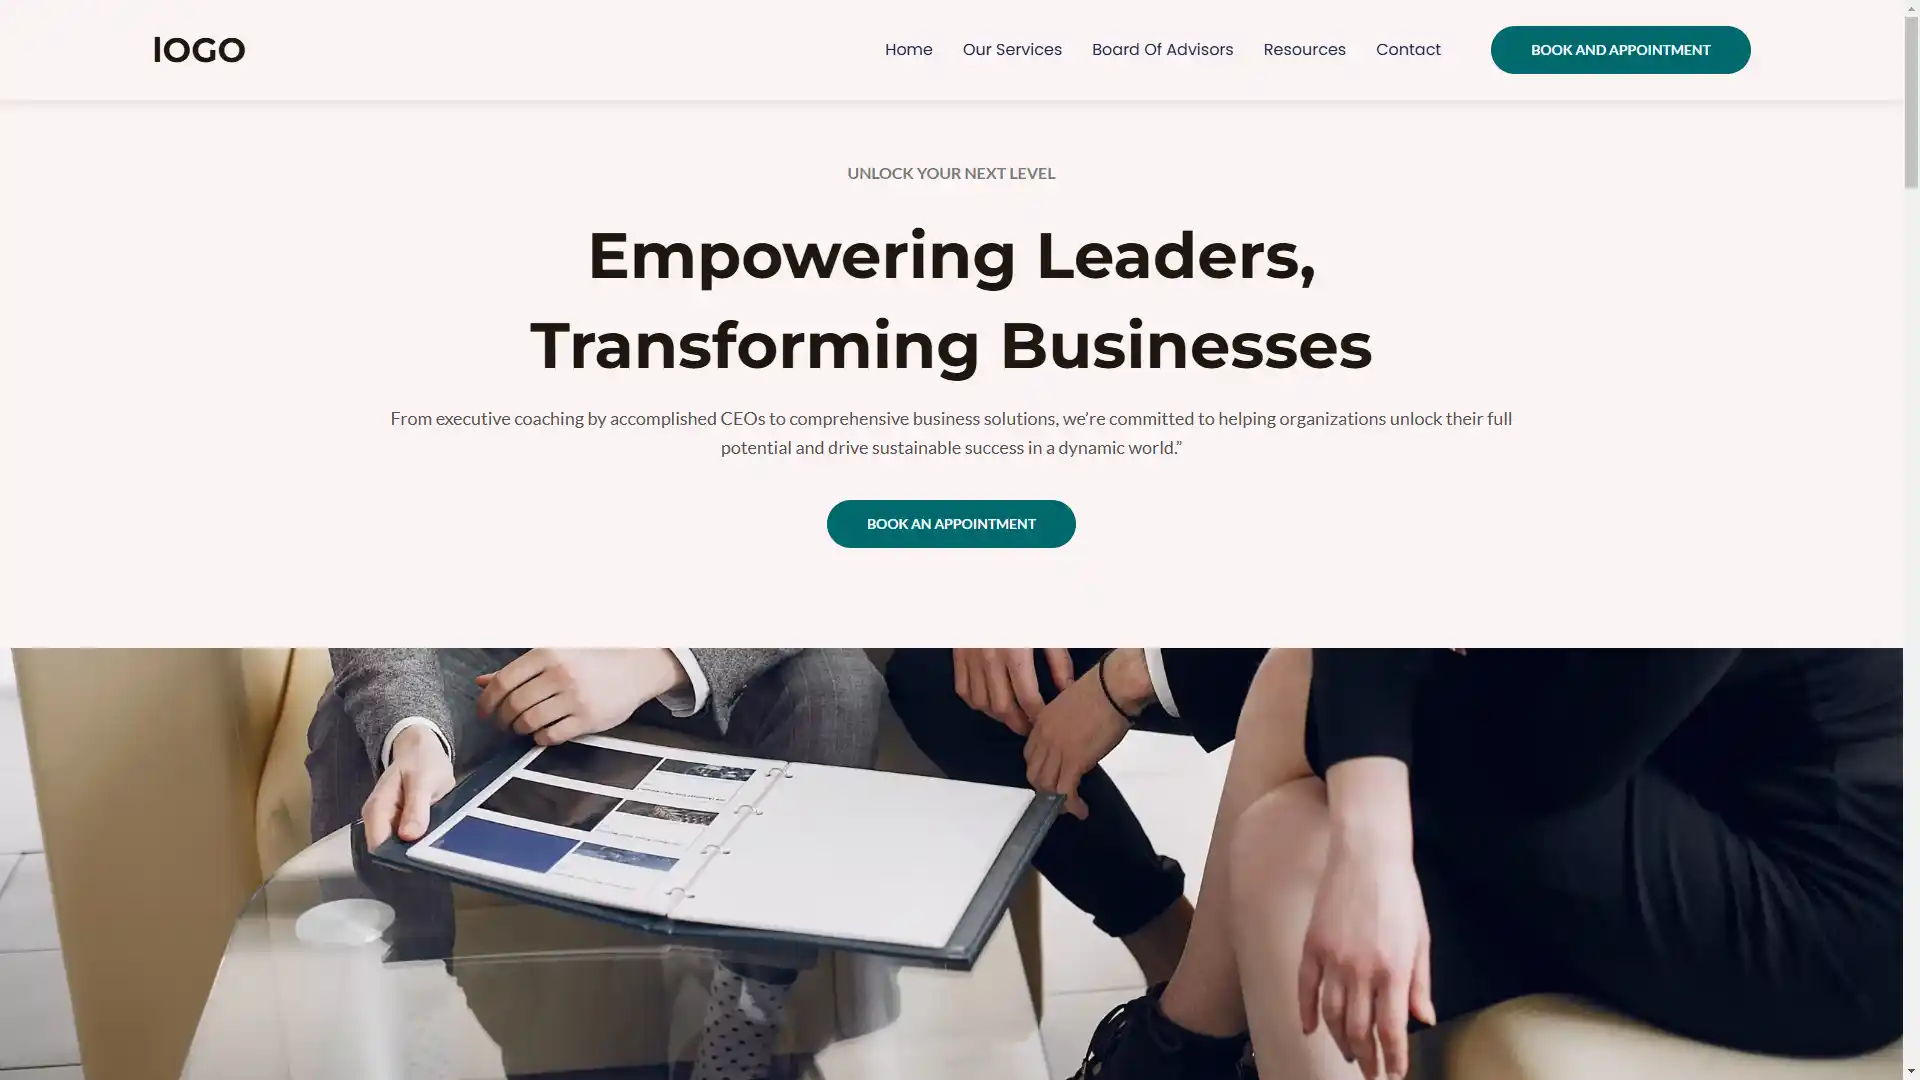 lOGO
Home
Our Services
Board Of Advisors
Resources
Contact
BOOK AND APPOINTMENT
UNLOCK YOUR NEXT LEVEL
Empowering Leaders,
Transforming Businesses
From executive coaching by accomplished CEOs to comprehensive business solutions, we’re committed to helping organizations unlock their full
potential and drive sustainable success in a dynamic world.”
BOOK AN APPOINTMENT